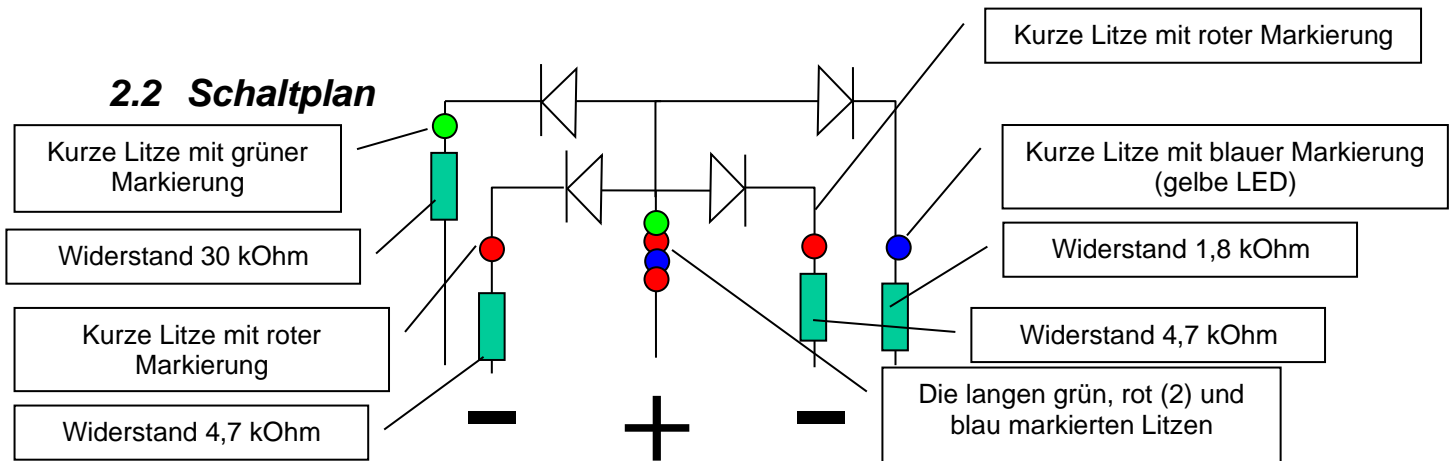 Kurze Litze mit roter Markierung
2.2 Schaltplan
Kurze Litze mit grüner
Markierung
Kurze Litze mit blauer Markierung
(gelbe LED)
Widerstand 30 kOhm
Widerstand 1,8 kOhm
Kurze Litze mit roter
Markierung
Widerstand 4,7 kOhm
Die langen grün, rot (2) und
blau markierten Litzen
Widerstand 4,7 kOhm